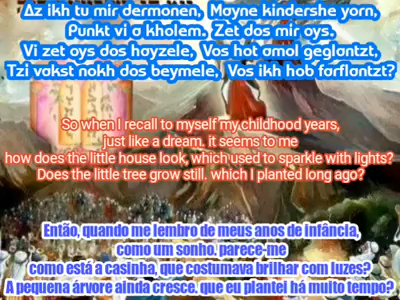 Az ikh tu mir dermonen, Mayne kindershe yorn,
Punkt vi a kholem. Zet dos mir oys.
Vi zet oys dos hayzele, Vos hot amol geglantzt,
Tzi vakst nokh dos beymele, Vos ikh hob farflantzt?
So when I recall to myself my childhood years,
just like a dream. it seems to me
how does the little house look, which used to sparkle with lights?
Does the little tree grow still. which I planted long ago?
Então, quando me lembro de meus anos de infância,
como um sonho. parece-me
como está a casinha, que costumava brilhar com luzes?
A pequena árvore ainda cresce. que eu plantei há muito tempo?